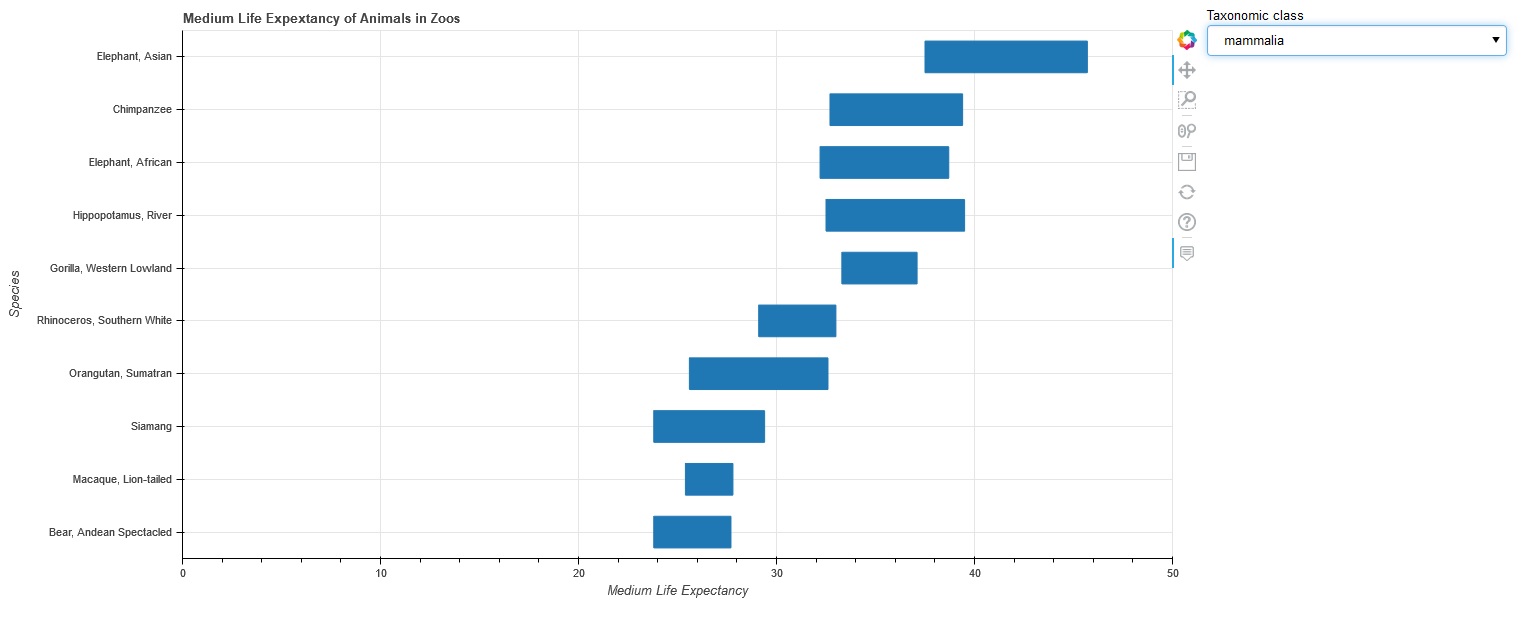 Medium Life Expextancy of Animals in Zoos
Taxonomic class
mammalia
Elephant, Asian
Chimpanzee
Elephant, African
Hippopotamus, River
Gorilla, Western Lowland
Rhinoceros, Southern White
Orangutan, Sumatran
Siamang
Macaque, Lion-tailed
Bear, Andean Spectacled
Species
0 10 20 30 40 50
Medium Life Expectancy